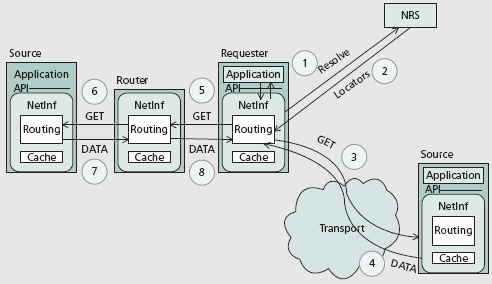 NRS
Source
Application
API
NetInf
Routing
Cache
6
GET
DATA
7
Router
NetInf
Routing
Cache
5
GET
DATA
8
Requester
Application
API
NetInf
Routing
Cache
1
Resolve
2
Locators
GET
3
Transport
4
DATA
Source
Application
API
NetInf
Routing
Cache